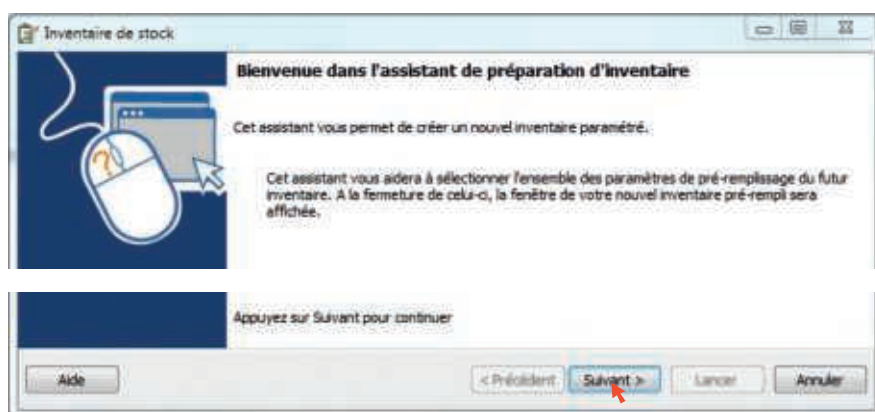 Inventaire de stock
Bienvenue dans l'assistant de préparation d'inventaire
Cet assistant vous permet de créer un nouvel inventaire paramétré.
Cet assistant vous aidera à sélectionner l'ensemble des paramètres de pré-remplissage du futur
inventaire. A la fermeture de celui-ci, la fenêtre de votre nouvel inventaire pré-rempli sera
affichée.
Appuyez sur Suivant pour continuer
Aide
< Précédent
Suivant >
Lancer
Annuler